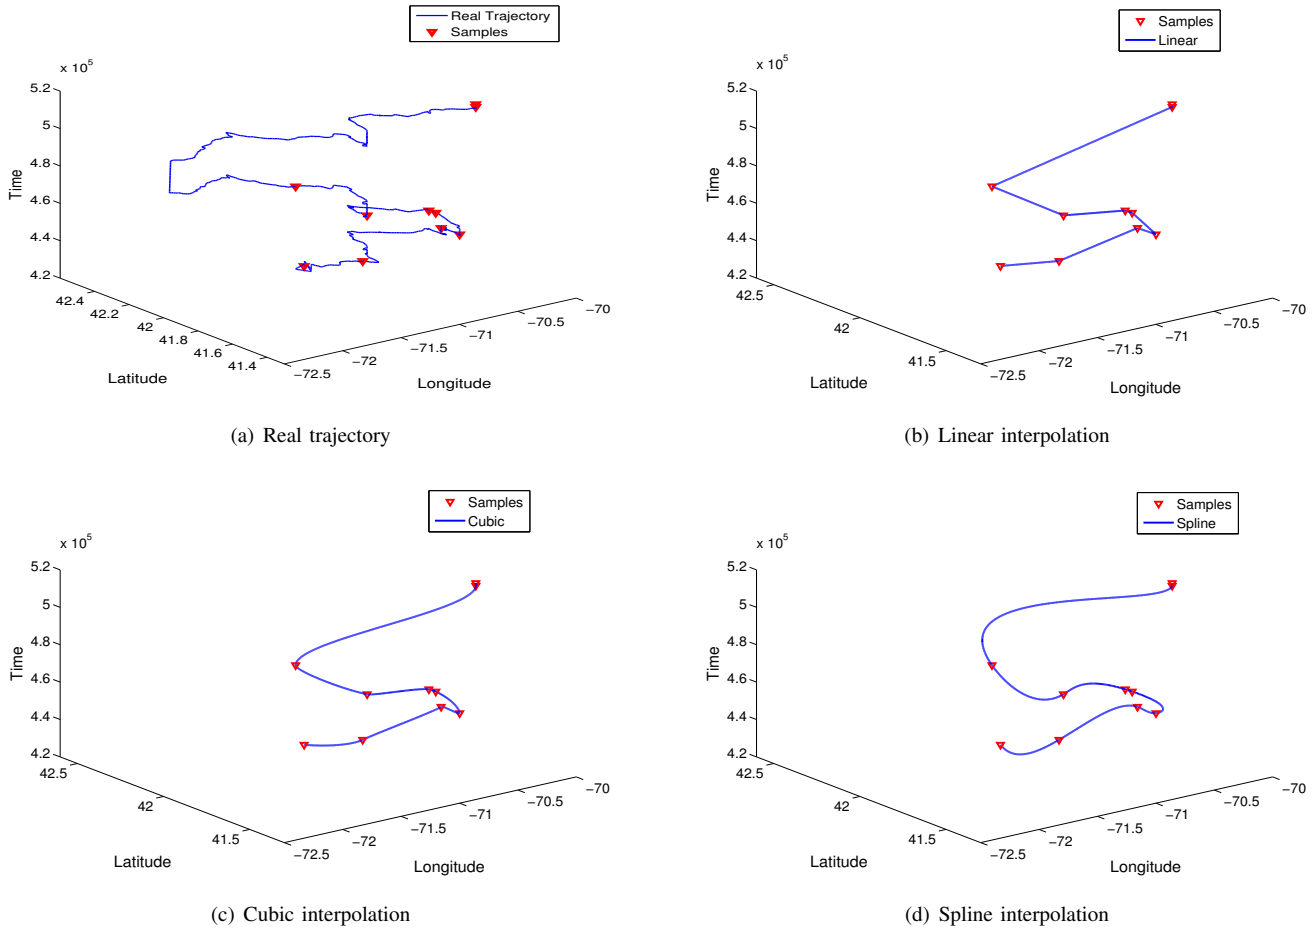 Real Trajectory
Samples
x 10^5
5.2
5
4.8
4.6
4.4
4.2
Time
42.4
42.2
42
41.8
41.6
41.4
Latitude
−72.5
−72
−71.5
−71
−70.5
−70
Longitude
(a) Real trajectory
Samples
Linear
x 10^5
5.2
5
4.8
4.6
4.4
4.2
Time
42.5
42
41.5
Latitude
−72.5
−72
−71.5
−71
−70.5
−70
Longitude
(b) Linear interpolation
Samples
Cubic
x 10^5
5.2
5
4.8
4.6
4.4
4.2
Time
42.5
42
41.5
Latitude
−72.5
−72
−71.5
−71
−70.5
−70
Longitude
(c) Cubic interpolation
Samples
Spline
x 10^5
5.2
5
4.8
4.6
4.4
4.2
Time
42.5
42
41.5
Latitude
−72.5
−72
−71.5
−71
−70.5
−70
Longitude
(d) Spline interpolation